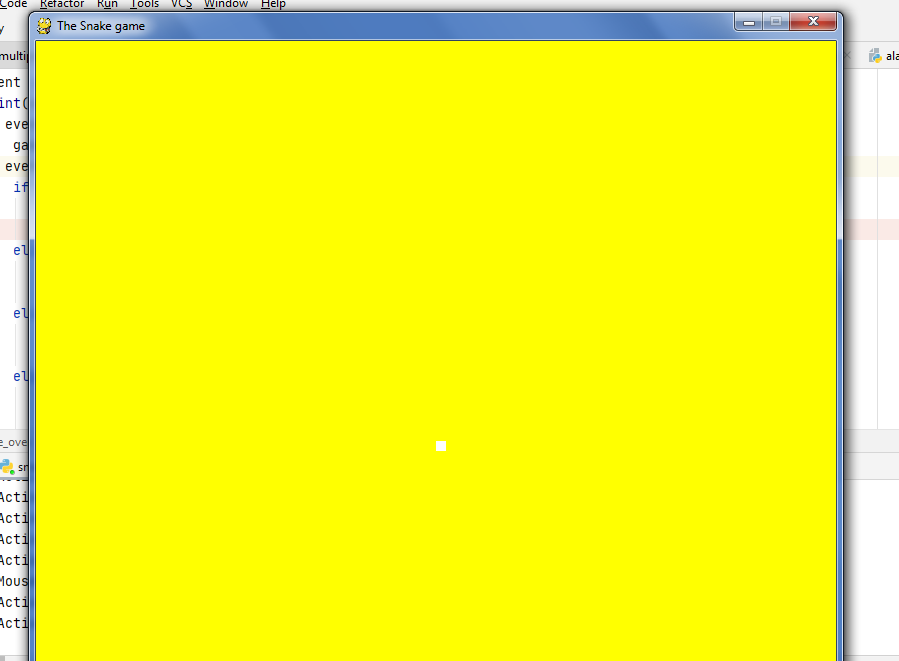 Code Refactor Run Tools VCS Window Help
The Snake game
y
multip
ala
ent
int(
eve
ga
eve
if
el
el
el
e_ove
sn
Acti
Acti
Acti
Acti
Mous
Acti
Acti